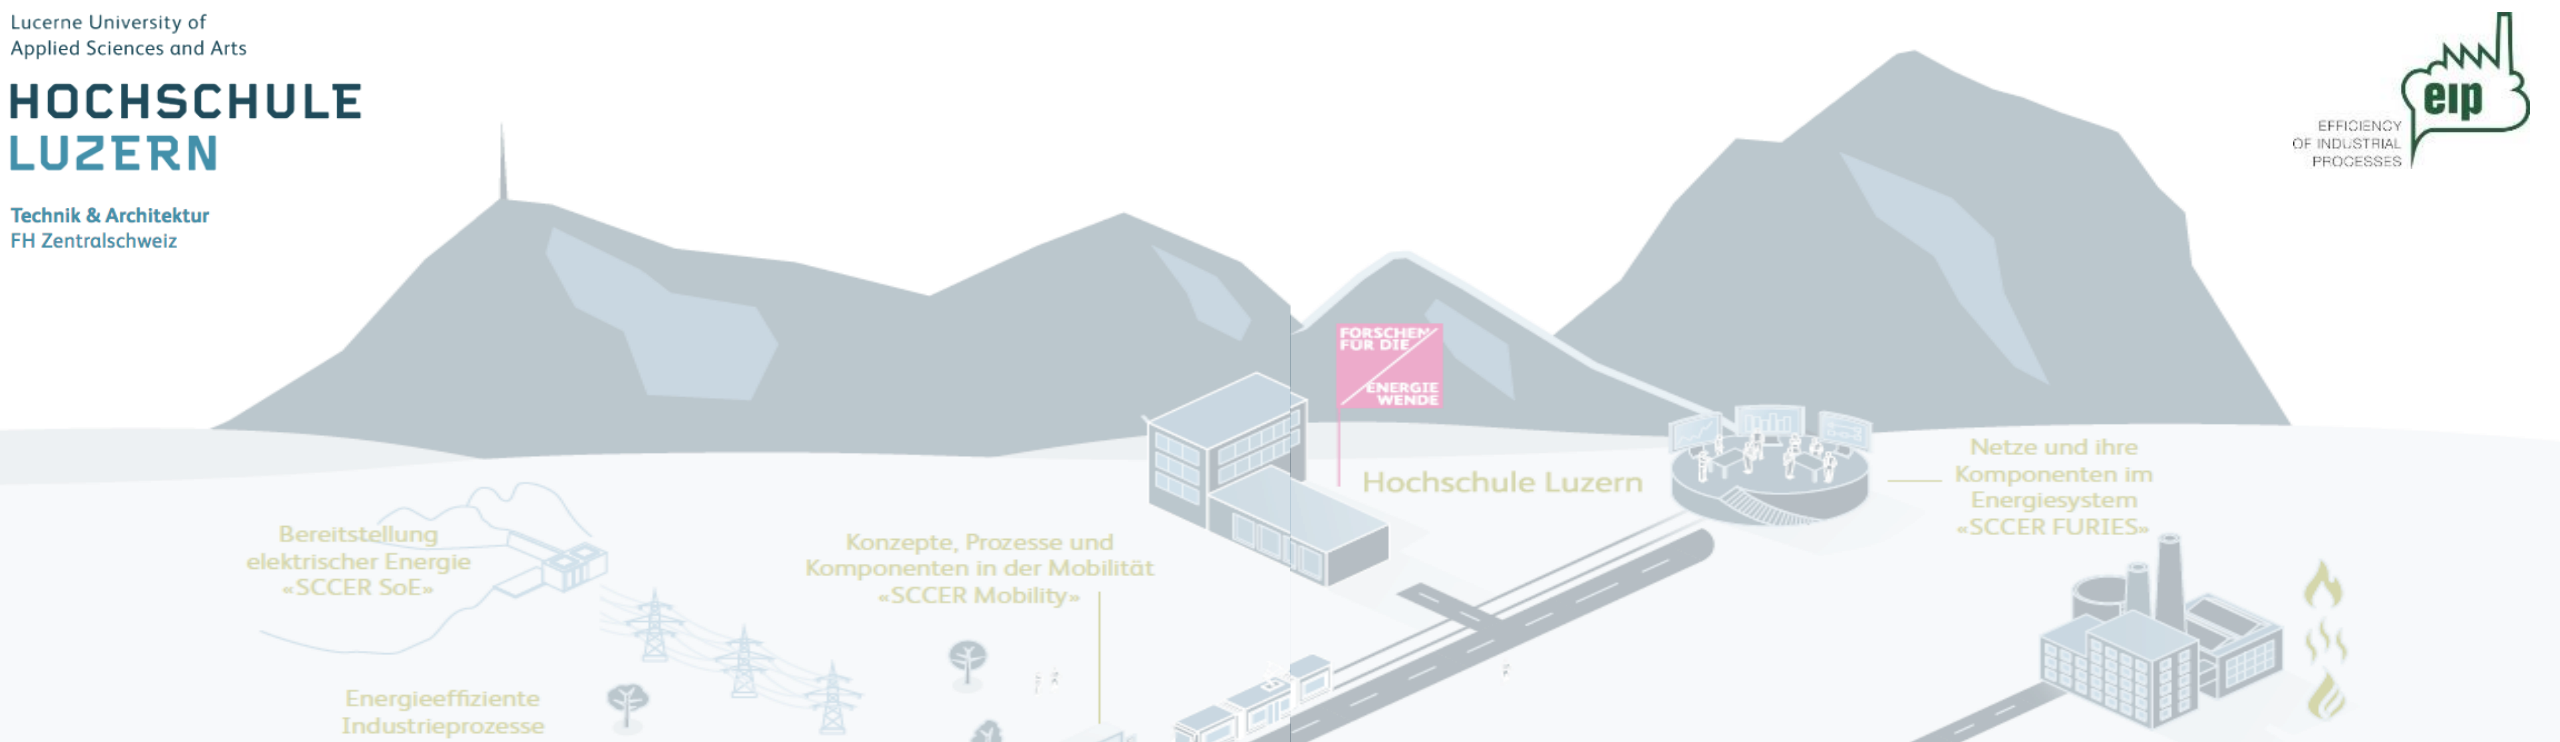 Lucerne University of
Applied Sciences and Arts
HOCHSCHULE
LUZERN
Technik & Architektur
FH Zentralschweiz
eip
EFFICIENCY
OF INDUSTRIAL
PROCESSES
FORSCHEN
FÜR DIE
ENERGIE
WENDE
Hochschule Luzern
Netze und ihre
Komponenten im
Energiesystem
«SCCER FURIES»
Bereitstellung
elektrischer Energie
«SCCER SoE»
Konzepte, Prozesse und
Komponenten in der Mobilität
«SCCER Mobility»
Energieeffiziente
Industrieprozesse